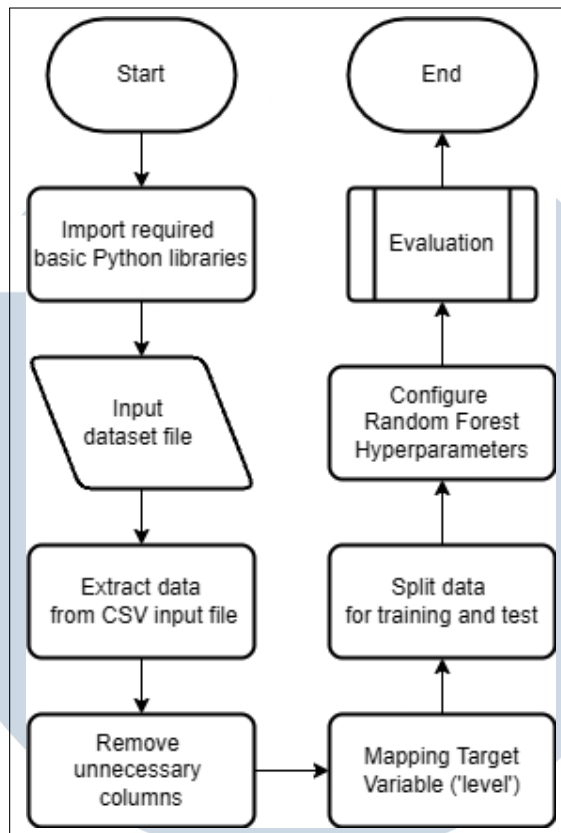 Start
Import required
basic Python libraries
Input
dataset file
Extract data
from CSV input file
Remove
unnecessary
columns
Mapping Target
Variable ('level')
Split data
for training and test
Configure
Random Forest
Hyperparameters
Evaluation
End